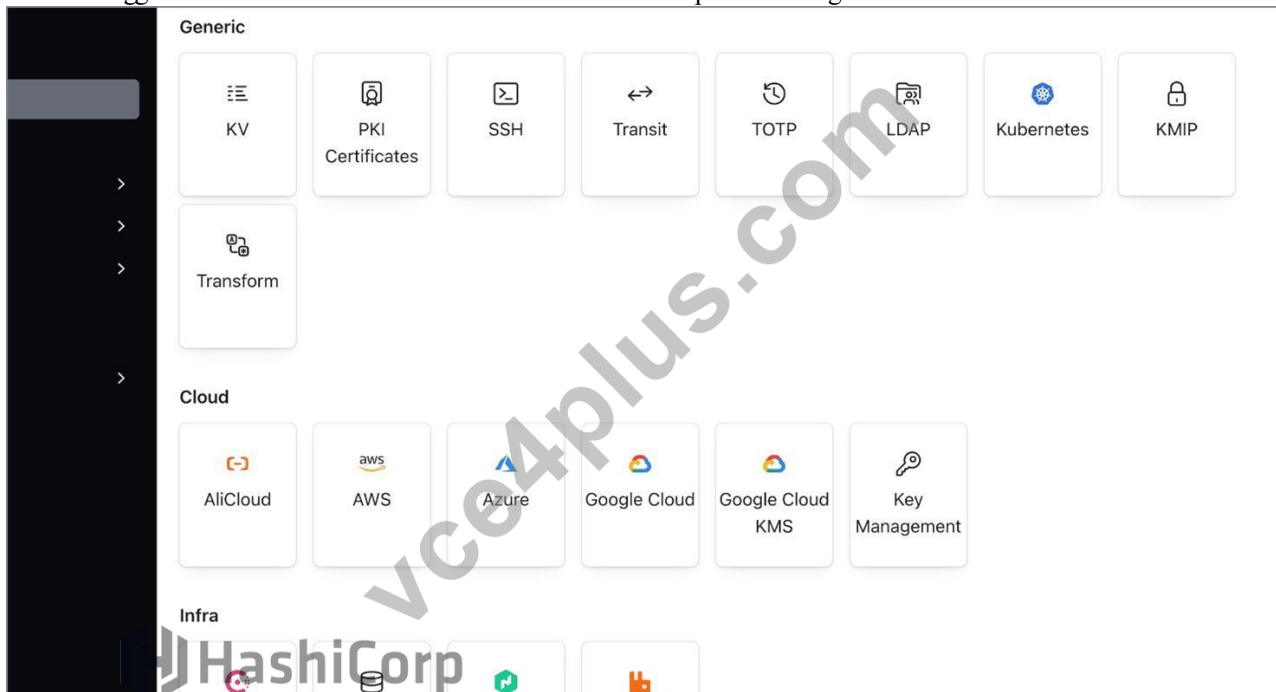 Generic
KV
PKI
Certificates
SSH
Transit
TOTP
LDAP
Kubernetes
KMIP
Transform
Cloud
AliCloud
aws
AWS
Azure
Google Cloud
Google Cloud
KMS
Key
Management
Infra
HashiCorp
vce4plus.com